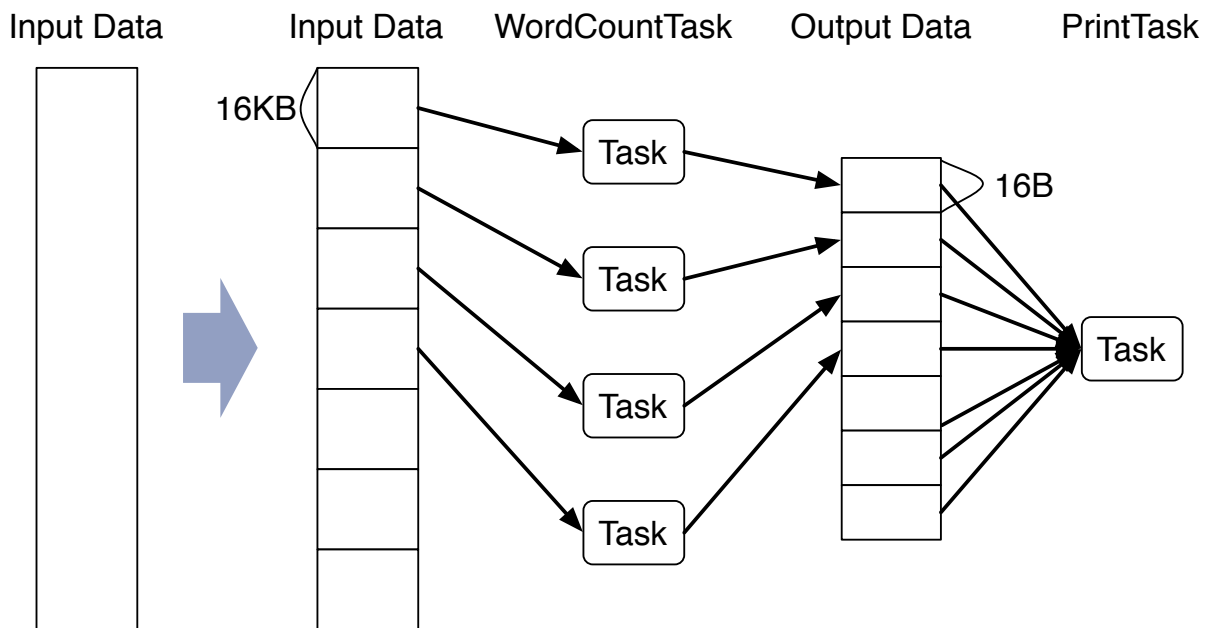 Input Data
Input Data
WordCountTask
Output Data
PrintTask
16KB
Task
16B
Task
Task
Task
Task